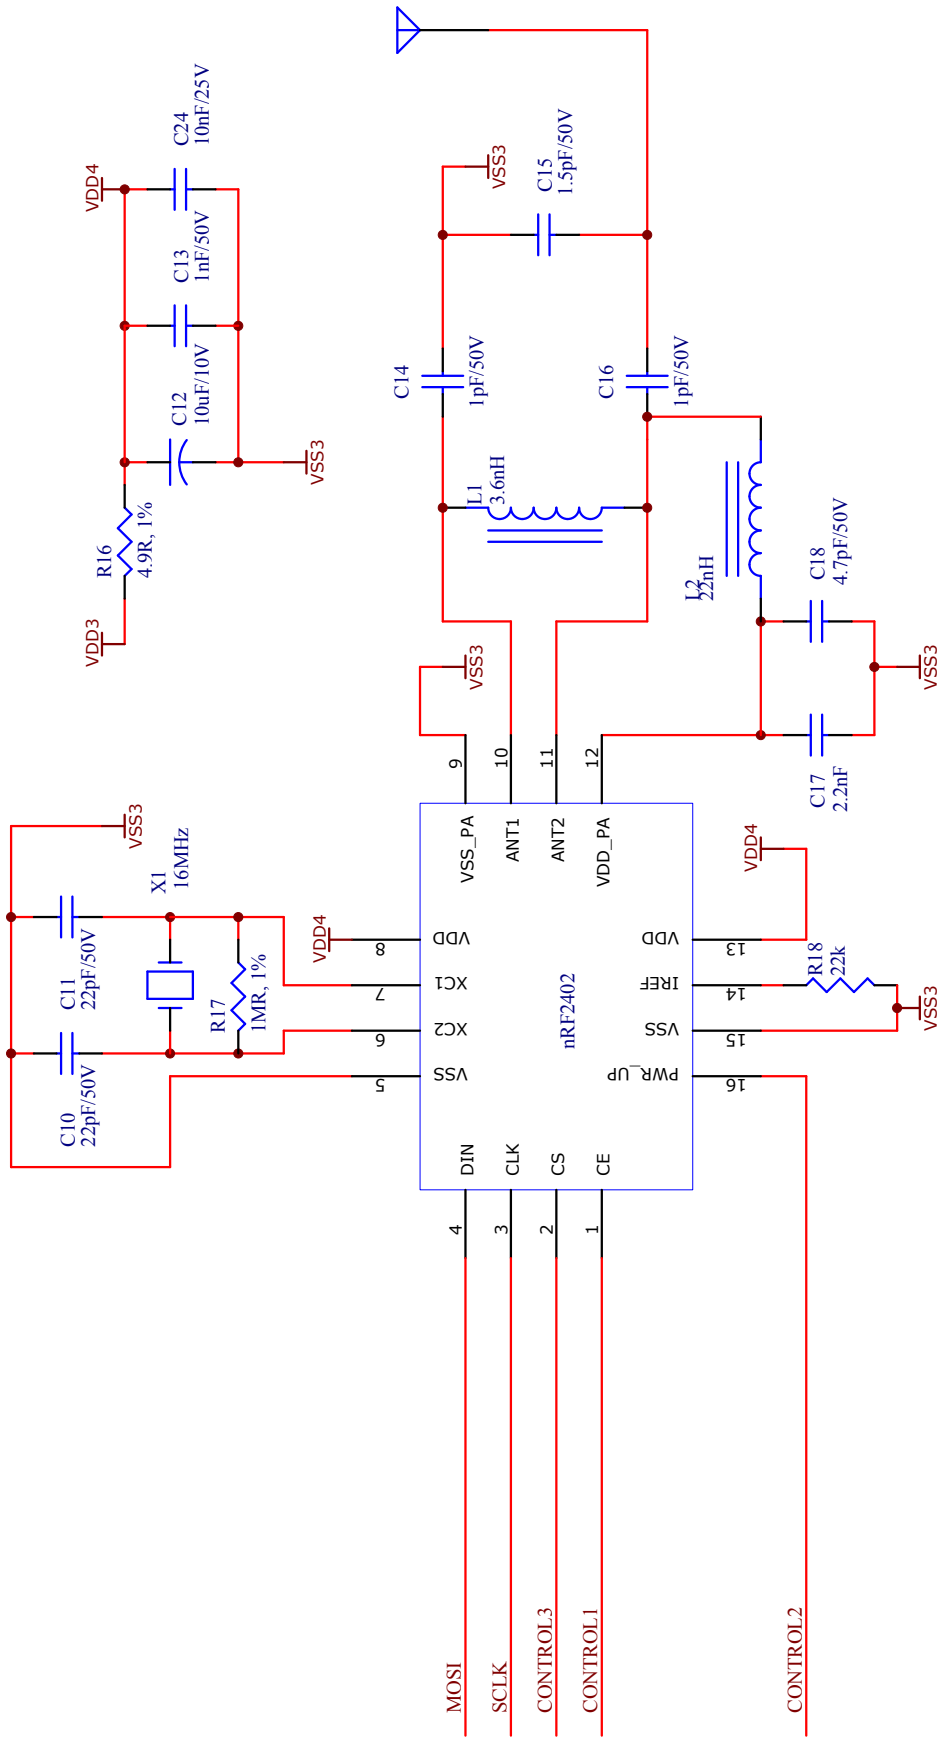 VDD3
R16
4.9R, 1%
VDD4
C12
10uF/10V
C13
1nF/50V
C24
10nF/25V
VSS3
C10
22pF/50V
C11
22pF/50V
VSS3
X1
16MHz
R17
1MR, 1%
VDD4
5
6
7
8
VSS
XC2
XC1
VDD
MOSI
4
DIN
SCLK
3
CLK
CONTROL3
2
CS
CONTROL1
1
CE
nRF2402
VSS_PA
9
ANT1
10
ANT2
11
VDD_PA
12
VSS3
PWR_UP
VSS
IREF
VDD
16
15
14
13
CONTROL2
R18
22k
VSS3
VDD4
L1
3.6nH
C14
1pF/50V
VSS3
C15
1.5pF/50V
C16
1pF/50V
L2
22nH
C17
2.2nF
C18
4.7pF/50V
VSS3